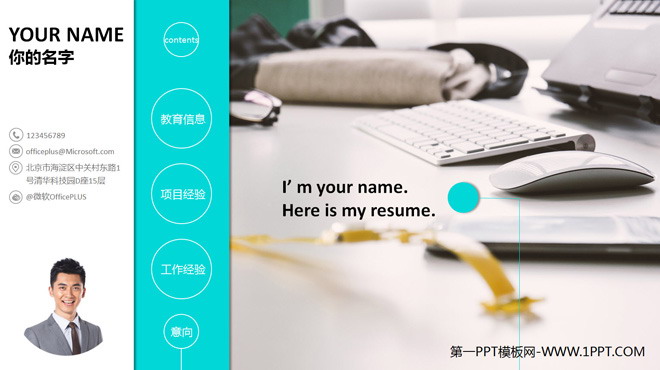 YOUR NAME
你的名字
123456789
officeplus@Microsoft.com
北京市海淀区中关村东路1
号清华科技园D座15层
@微软OfficePLUS
contents
教育信息
项目经验
工作经验
意向
I' m your name.
Here is my resume.
第一PPT模板网-WWW.1PPT.COM